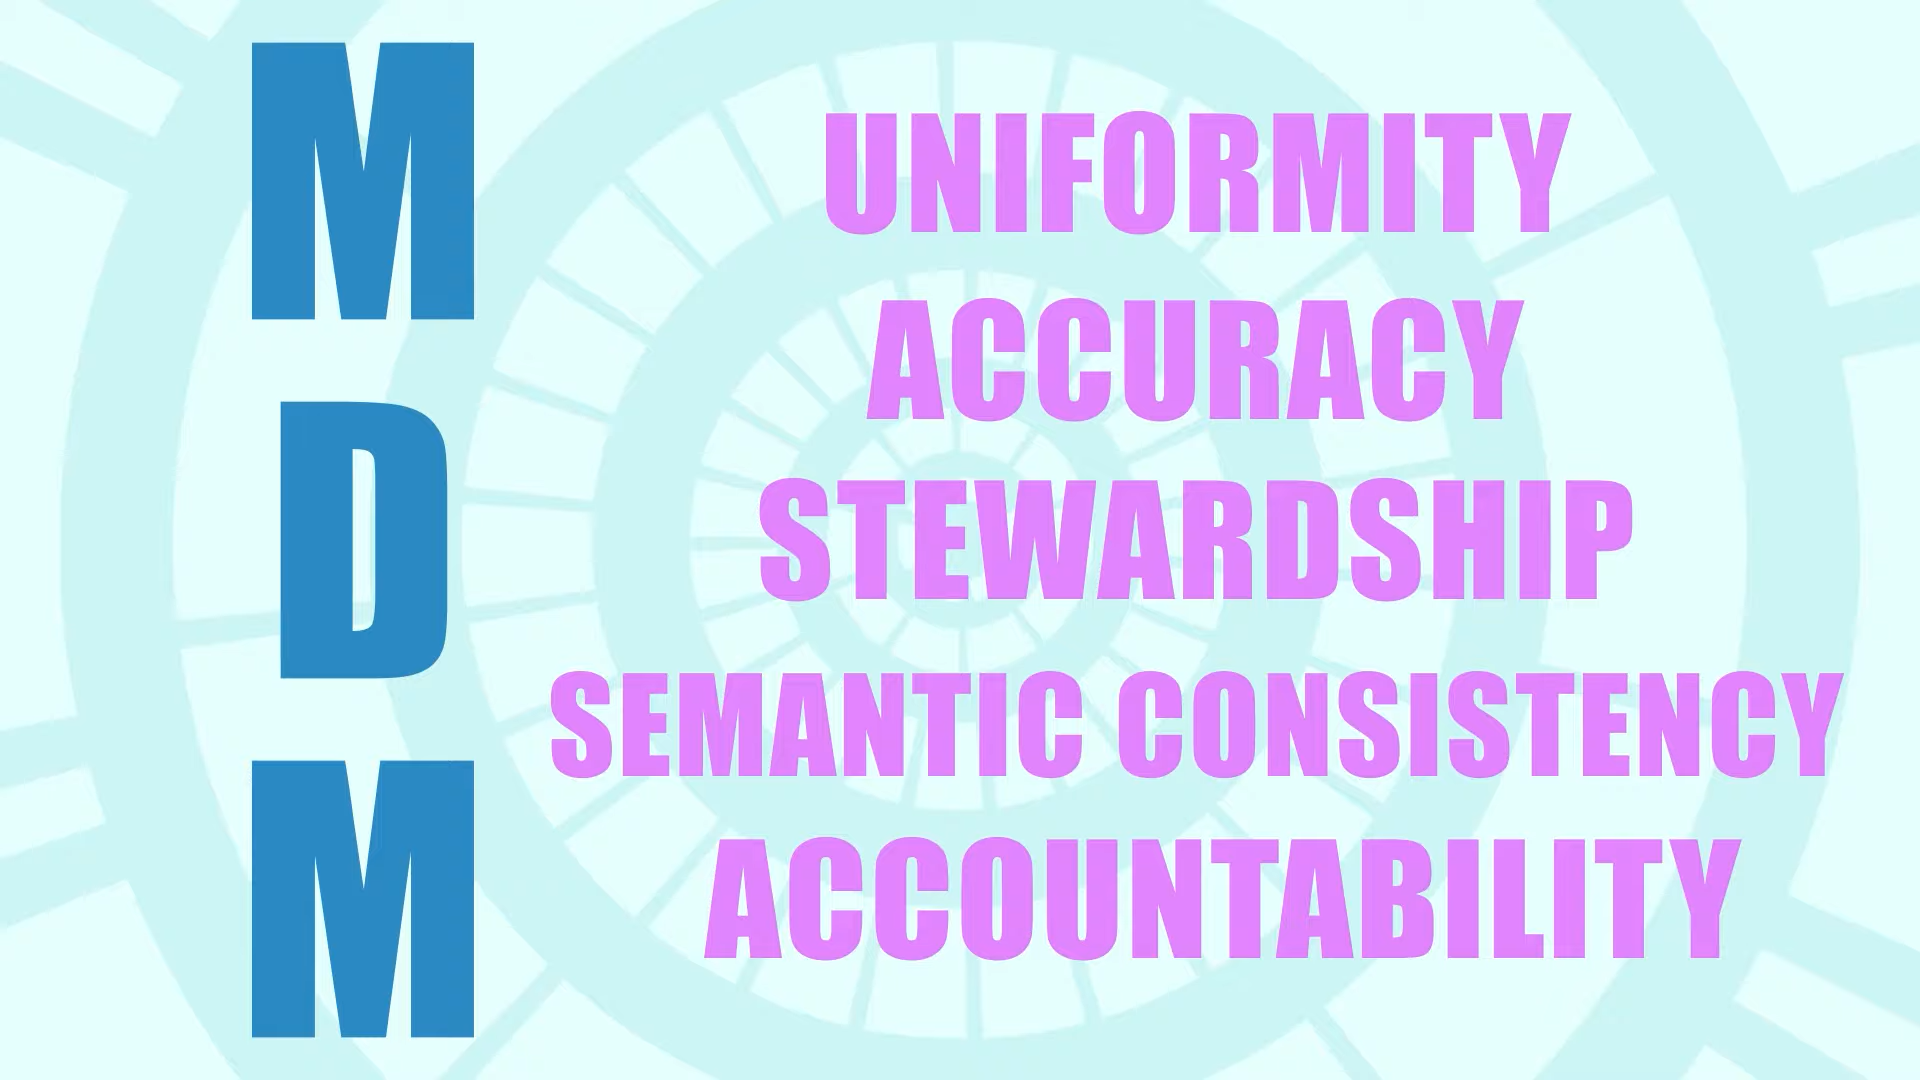 M
D
M
UNIFORMITY
ACCURACY
STEWARDSHIP
SEMANTIC CONSISTENCY
ACCOUNTABILITY